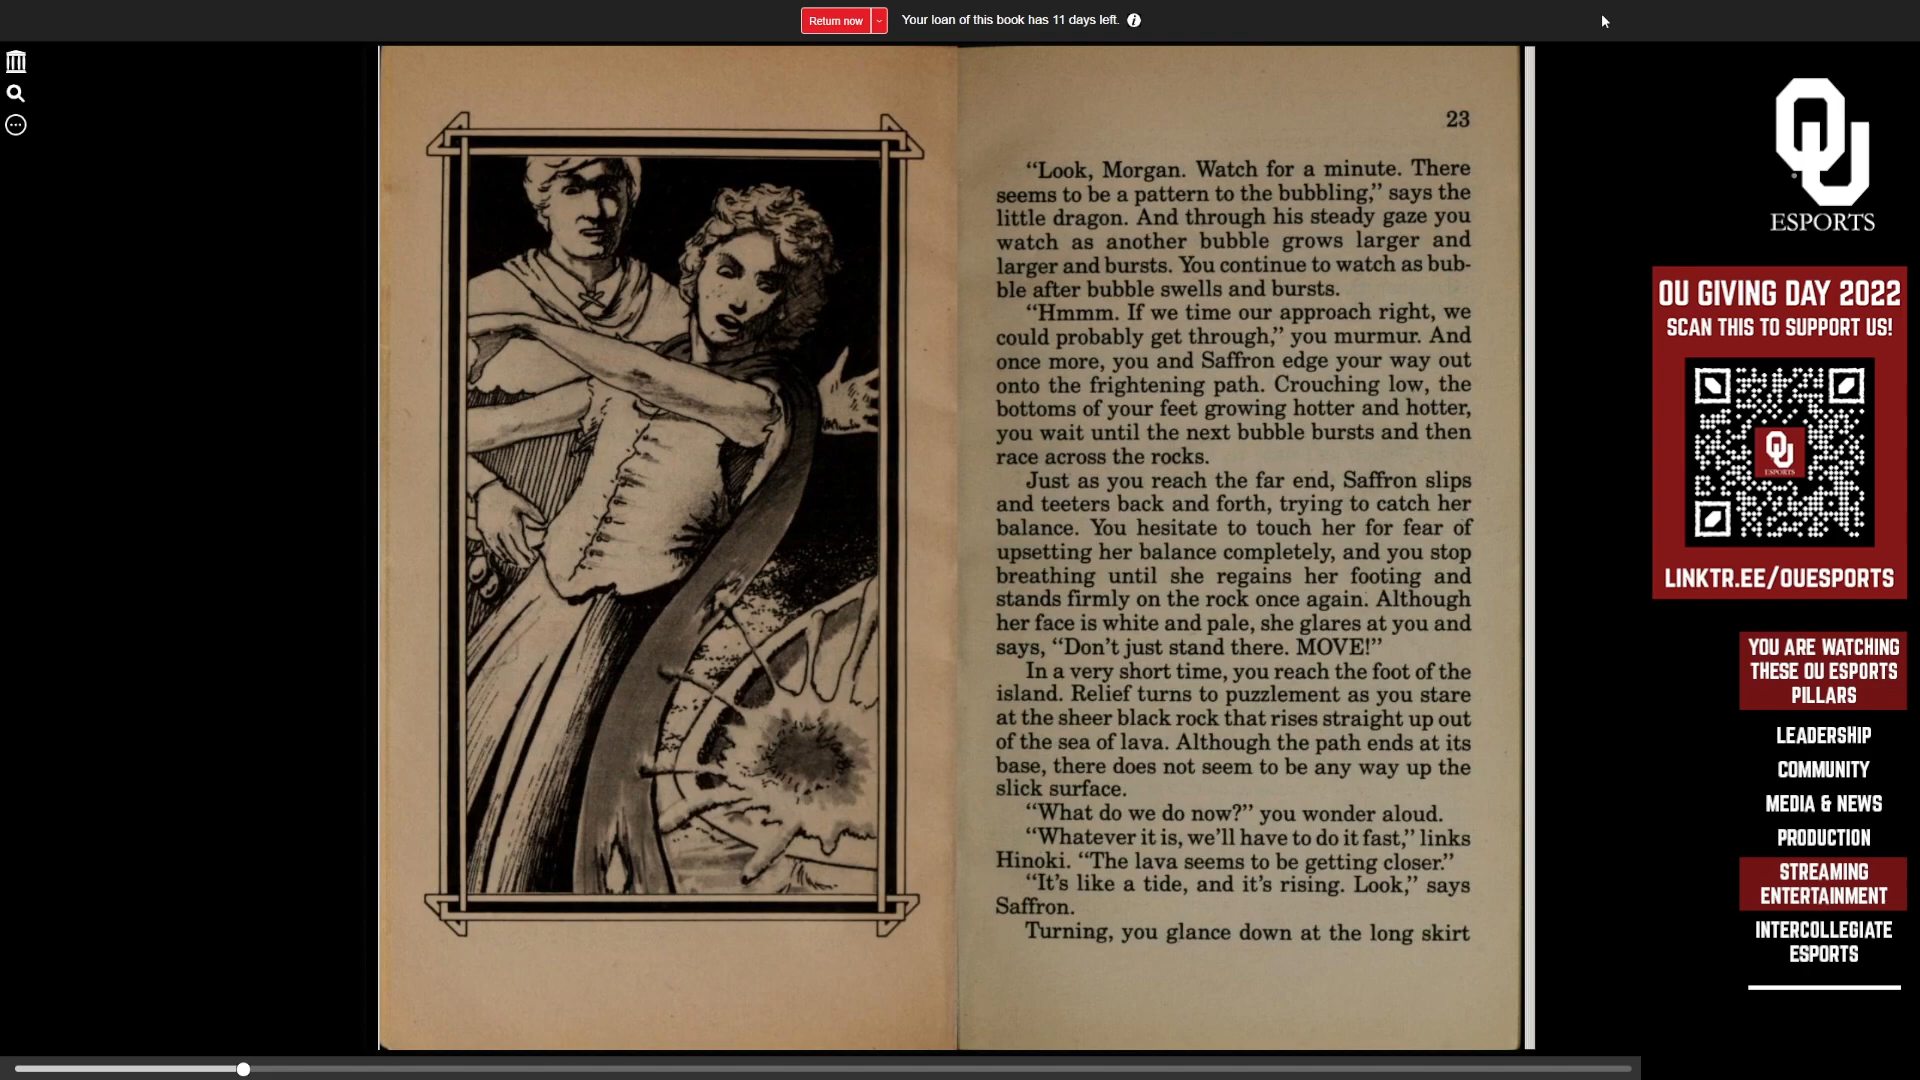 Return now
Your loan of this book has 11 days left.
23
“Look, Morgan. Watch for a minute. There
seems to be a pattern to the bubbling,” says the
little dragon. And through his steady gaze you
watch as another bubble grows larger and
larger and bursts. You continue to watch as bub-
ble after bubble swells and bursts.
“Hmmm. If we time our approach right, we
could probably get through,” you murmur. And
once more, you and Saffron edge your way out
onto the frightening path. Crouching low, the
bottoms of your feet growing hotter and hotter,
you wait until the next bubble bursts and then
race across the rocks.
Just as you reach the far end, Saffron slips
and teeters back and forth, trying to catch her
balance. You hesitate to touch her for fear of
upsetting her balance completely, and you stop
breathing until she regains her footing and
stands firmly on the rock once again. Although
her face is white and pale, she glares at you and
says, “Don’t just stand there. MOVE!”
In a very short time, you reach the foot of the
island. Relief turns to puzzlement as you stare
at the sheer black rock that rises straight up out
of the sea of lava. Although the path ends at its
base, there does not seem to be any way up the
slick surface.
“What do we do now?” you wonder aloud.
“Whatever it is, we’ll have to do it fast,” links
Hinoki. “The lava seems to be getting closer.”
“It’s like a tide, and it’s rising. Look,” says
Saffron.
Turning, you glance down at the long skirt
OU
ESPORTS
OU GIVING DAY 2022
SCAN THIS TO SUPPORT US!
OU
ESPORTS
LINKTR.EE/OUESPORTS
YOU ARE WATCHING
THESE OU ESPORTS
PILLARS
LEADERSHIP
COMMUNITY
MEDIA & NEWS
PRODUCTION
STREAMING
ENTERTAINMENT
INTERCOLLEGIATE
ESPORTS